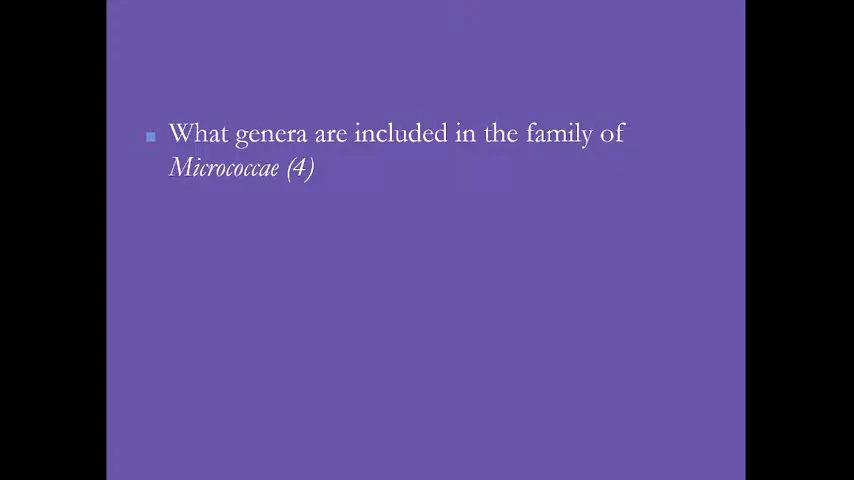 What genera are included in the family of
Micrococcae (4)